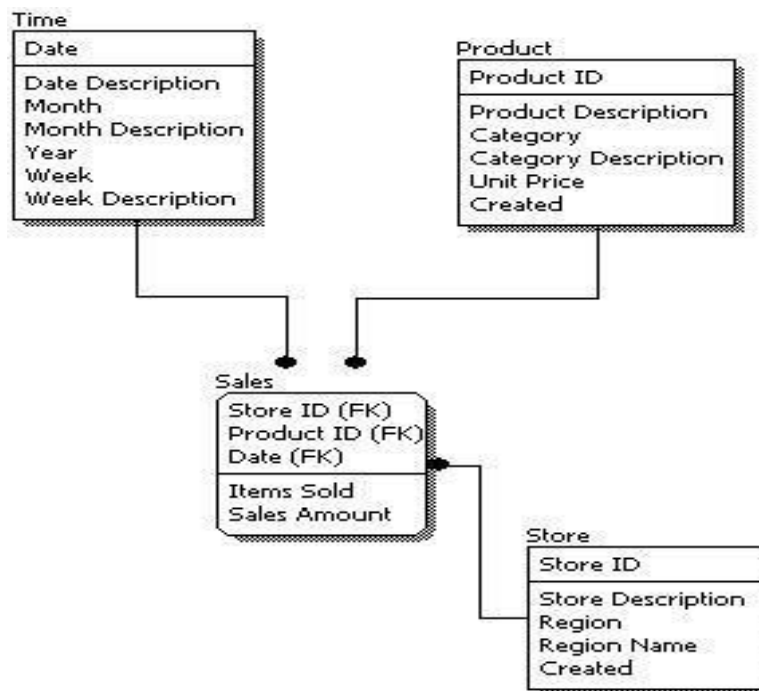 Time
Date
Date Description
Month
Month Description
Year
Week
Week Description
Product
Product ID
Product Description
Category
Category Description
Unit Price
Created
Sales
Store ID (FK)
Product ID (FK)
Date (FK)
Items Sold
Sales Amount
Store
Store ID
Store Description
Region
Region Name
Created